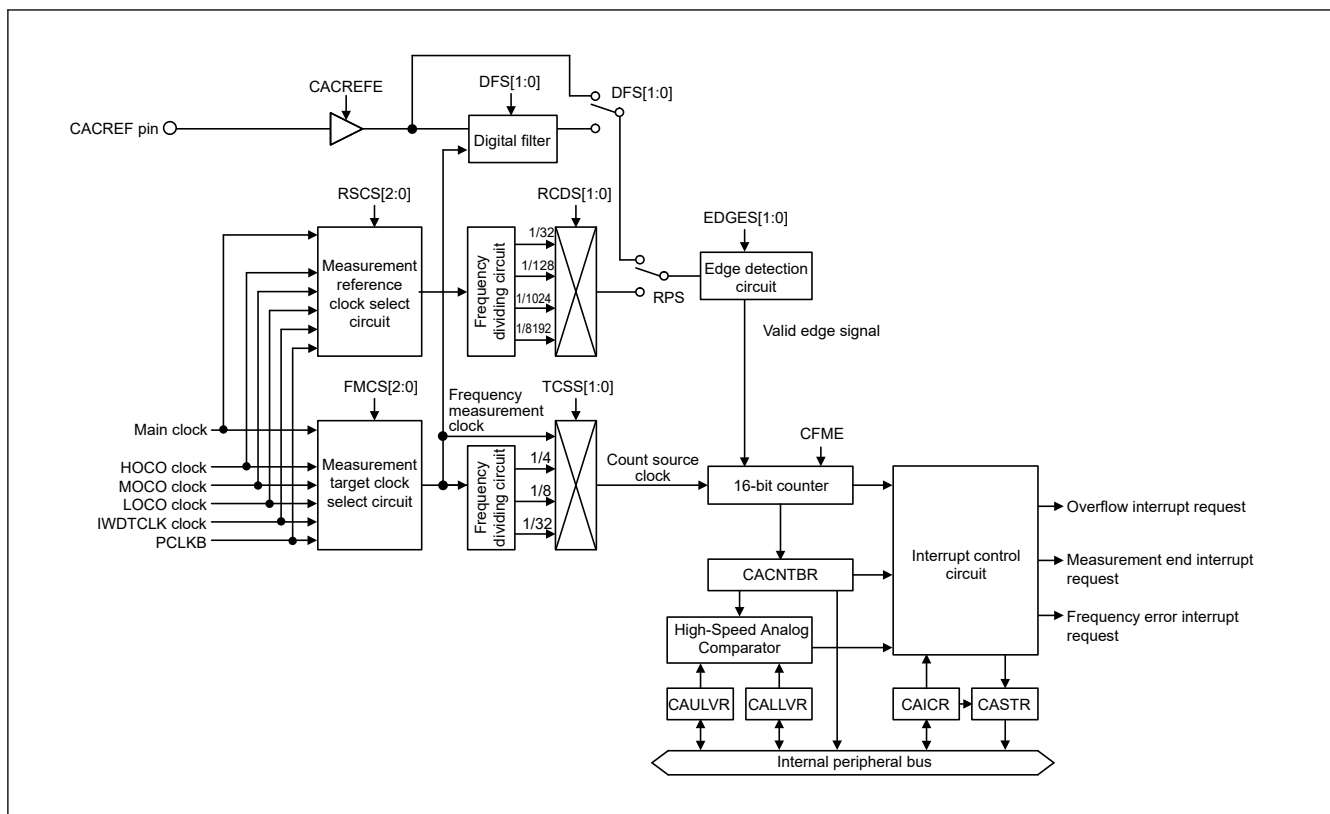 CACREFE
DFS[1:0]
DFS[1:0]
CACREF pin
Digital filter
RSCS[2:0]
RCDS[1:0]
EDGES[1:0]
Measurement
reference
clock select
circuit
Frequency
dividing circuit
1/32
1/128
1/1024
1/8192
RPS
Edge detection
circuit
Valid edge signal
FMCS[2:0]
Frequency
measurement
clock
TCSS[1:0]
Main clock
HOCO clock
MOCO clock
LOCO clock
IWDTCLK clock
PCLKB
Measurement
target clock
select circuit
Frequency
dividing circuit
1/4
1/8
1/32
Count source
clock
CFME
16-bit counter
CACNTBR
High-Speed Analog
Comparator
CAULVR
CALLVR
Interrupt control
circuit
CAICR
CASTR
Overflow interrupt request
Measurement end interrupt
request
Frequency error interrupt
request
Internal peripheral bus